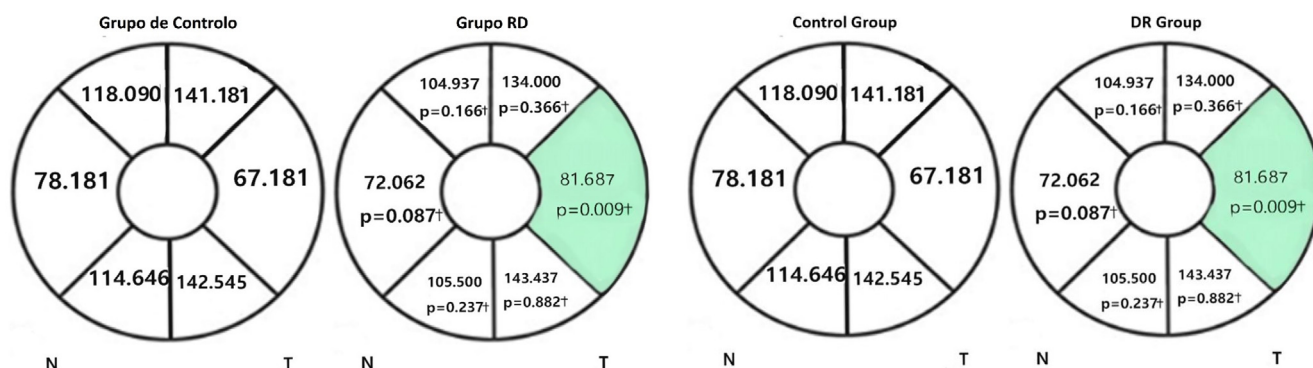 Grupo de Controlo
118.090 141.181
78.181 67.181
114.646 142.545
N T
Grupo RD
104.937 134.000
p=0.166† p=0.366†
72.062 81.687
p=0.087† p=0.009†
105.500 143.437
p=0.237† p=0.882†
N T
Control Group
118.090 141.181
78.181 67.181
114.646 142.545
N T
DR Group
104.937 134.000
p=0.166† p=0.366†
72.062 81.687
p=0.087† p=0.009†
105.500 143.437
p=0.237† p=0.882†
N T